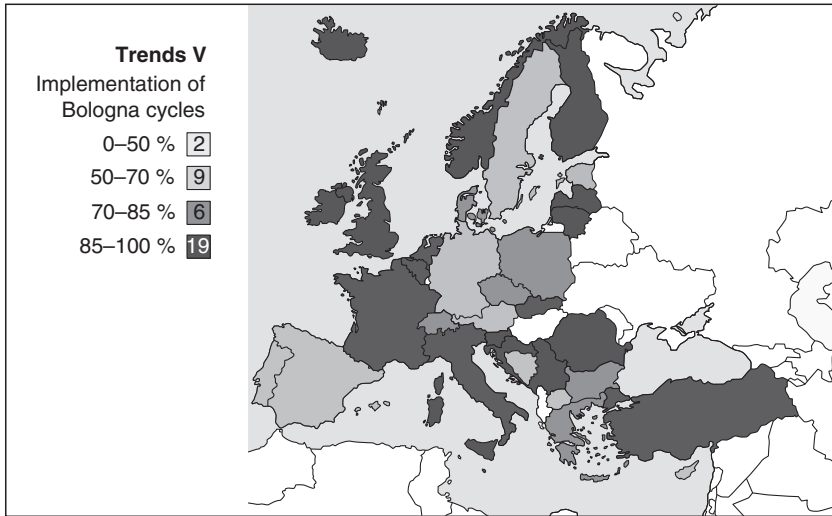 Trends V
Implementation of
Bologna cycles
0–50 % 2
50–70 % 9
70–85 % 6
85–100 % 19